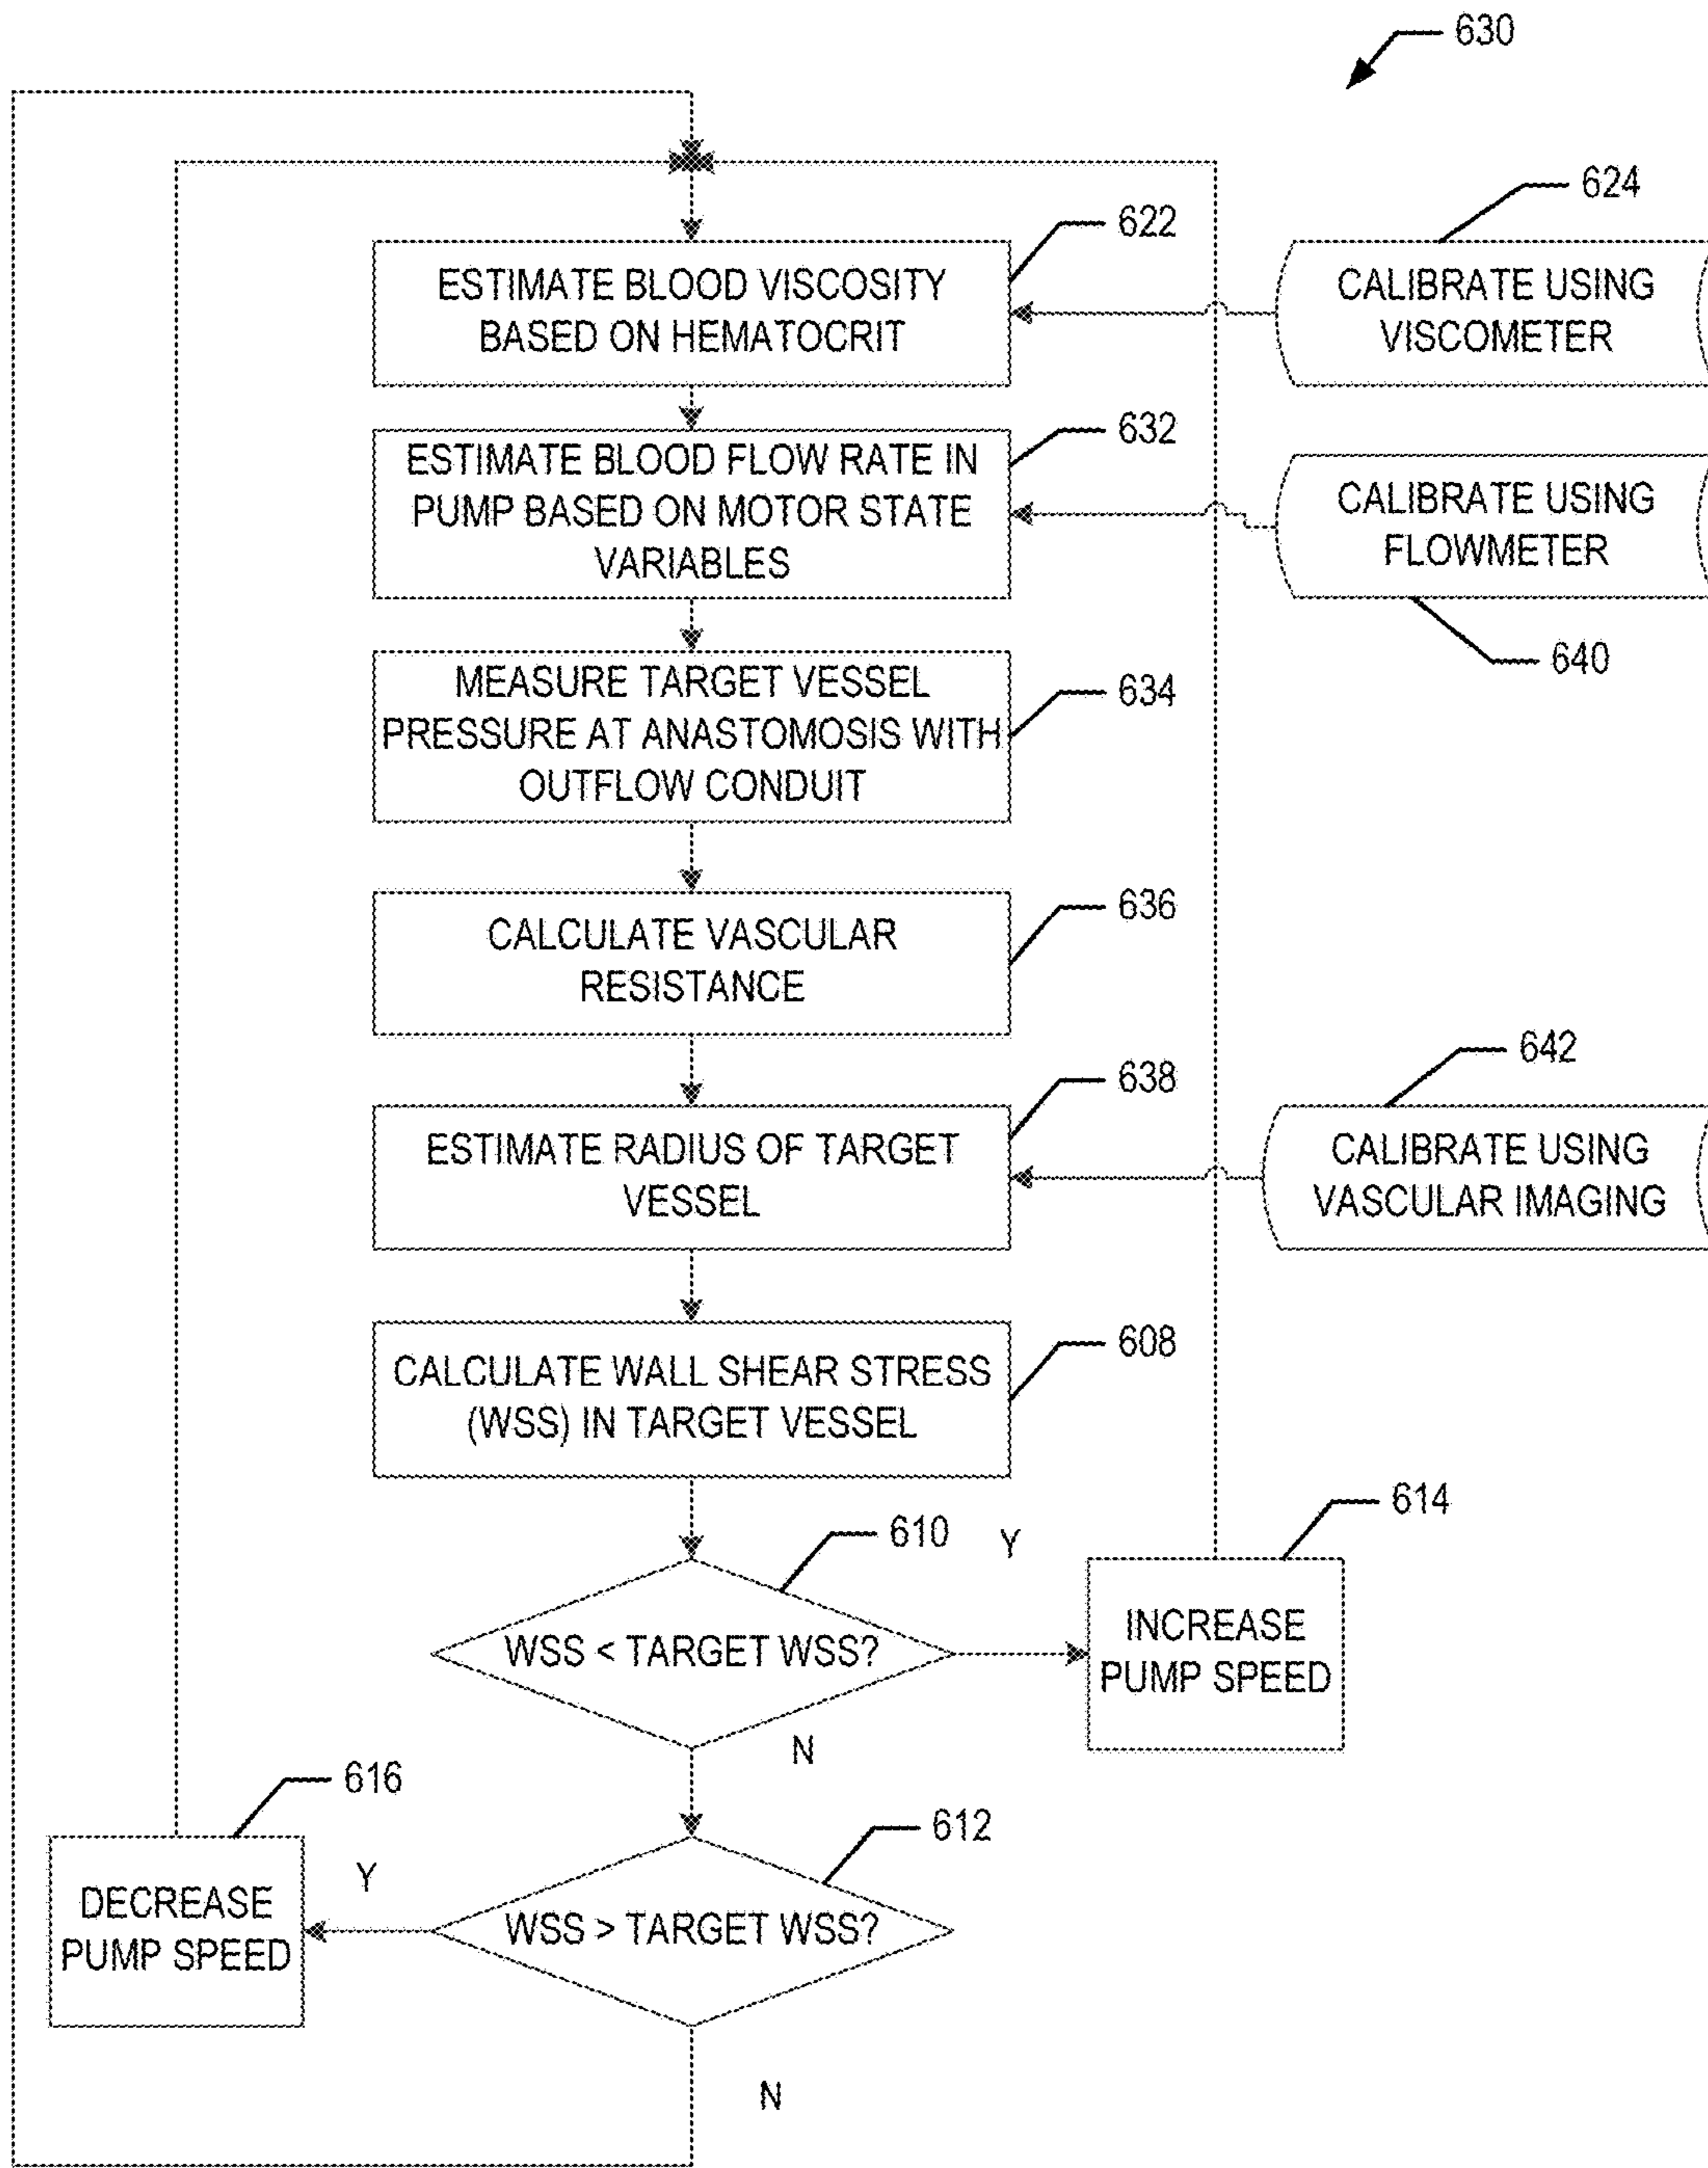 630
622
ESTIMATE BLOOD VISCOSITY
BASED ON HEMATOCRIT
624
CALIBRATE USING
VISCOMETER
632
ESTIMATE BLOOD FLOW RATE IN
PUMP BASED ON MOTOR STATE
VARIABLES
CALIBRATE USING
FLOWMETER
640
634
MEASURE TARGET VESSEL
PRESSURE AT ANASTOMOSIS WITH
OUTFLOW CONDUIT
636
CALCULATE VASCULAR
RESISTANCE
638
ESTIMATE RADIUS OF TARGET
VESSEL
642
CALIBRATE USING
VASCULAR IMAGING
608
CALCULATE WALL SHEAR STRESS
(WSS) IN TARGET VESSEL
610
WSS < TARGET WSS?
Y
614
INCREASE
PUMP SPEED
N
612
WSS > TARGET WSS?
Y
616
DECREASE
PUMP SPEED
N